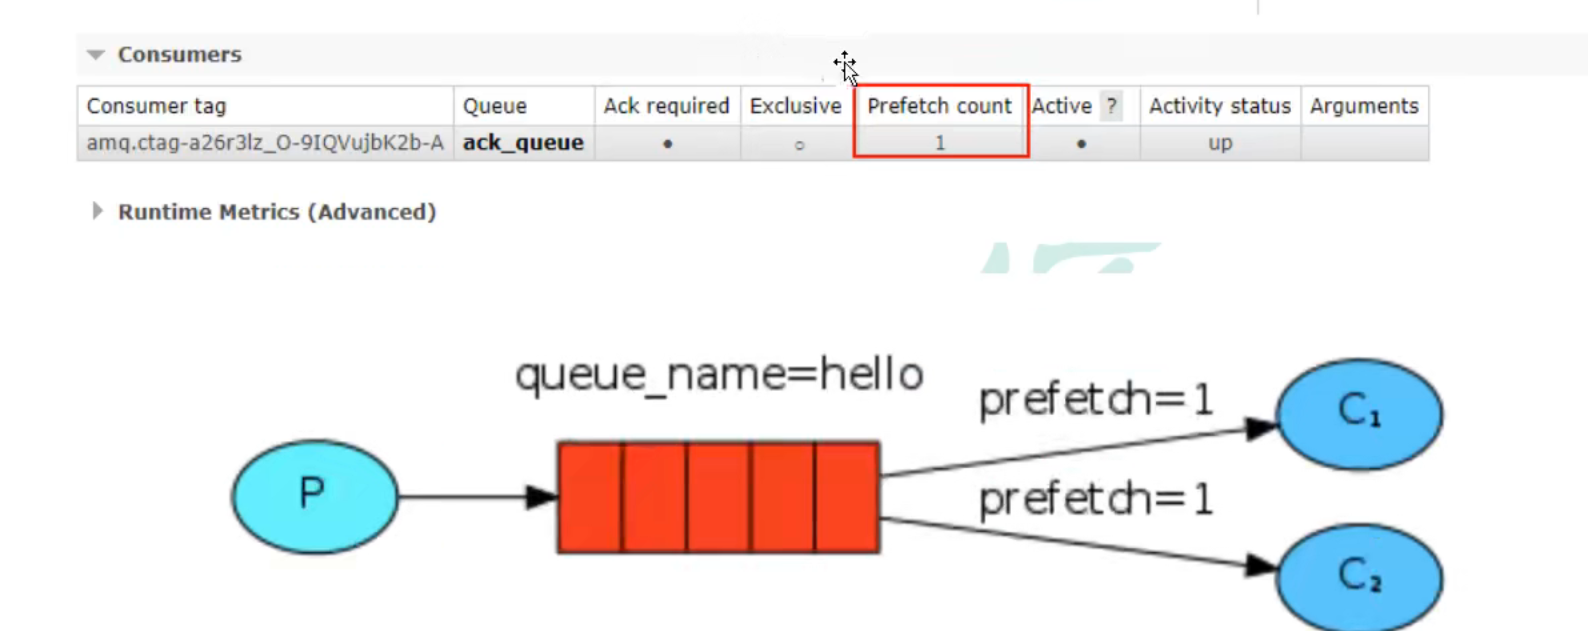 Consumers
Consumer tag Queue Ack required Exclusive Prefetch count Active ? Activity status Arguments
amq.ctag-a26r3lz_O-9IQVujbK2b-A ack_queue ● ○ 1 ● up
Runtime Metrics (Advanced)
queue_name=hello
prefetch=1
C₁
P
prefetch=1
C₂